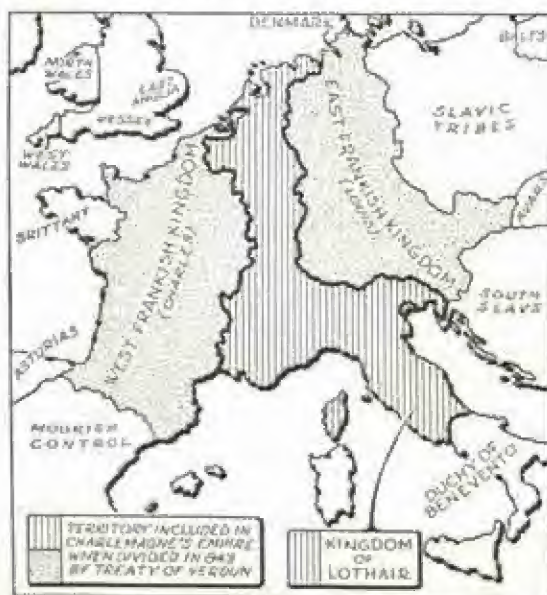 DENMARK
BALTS
NORTH
WALES
EAST
ANGLIA
WESSEX
WEST
WALES
SLAVIC
TRIBES
EAST FRANKISH KINGDOM
(LOUIS)
AVARS
BRITTANY
WEST FRANKISH KINGDOM
(CHARLES)
SOUTH
SLAVS
ASTURIAS
MOORISH
CONTROL
DUCHY OF
BENEVENTO
TERRITORY INCLUDED IN
CHARLEMAGNE'S EMPIRE
WHEN DIVIDED IN 843
BY TREATY OF VERDUN
KINGDOM
OF
LOTHAIR